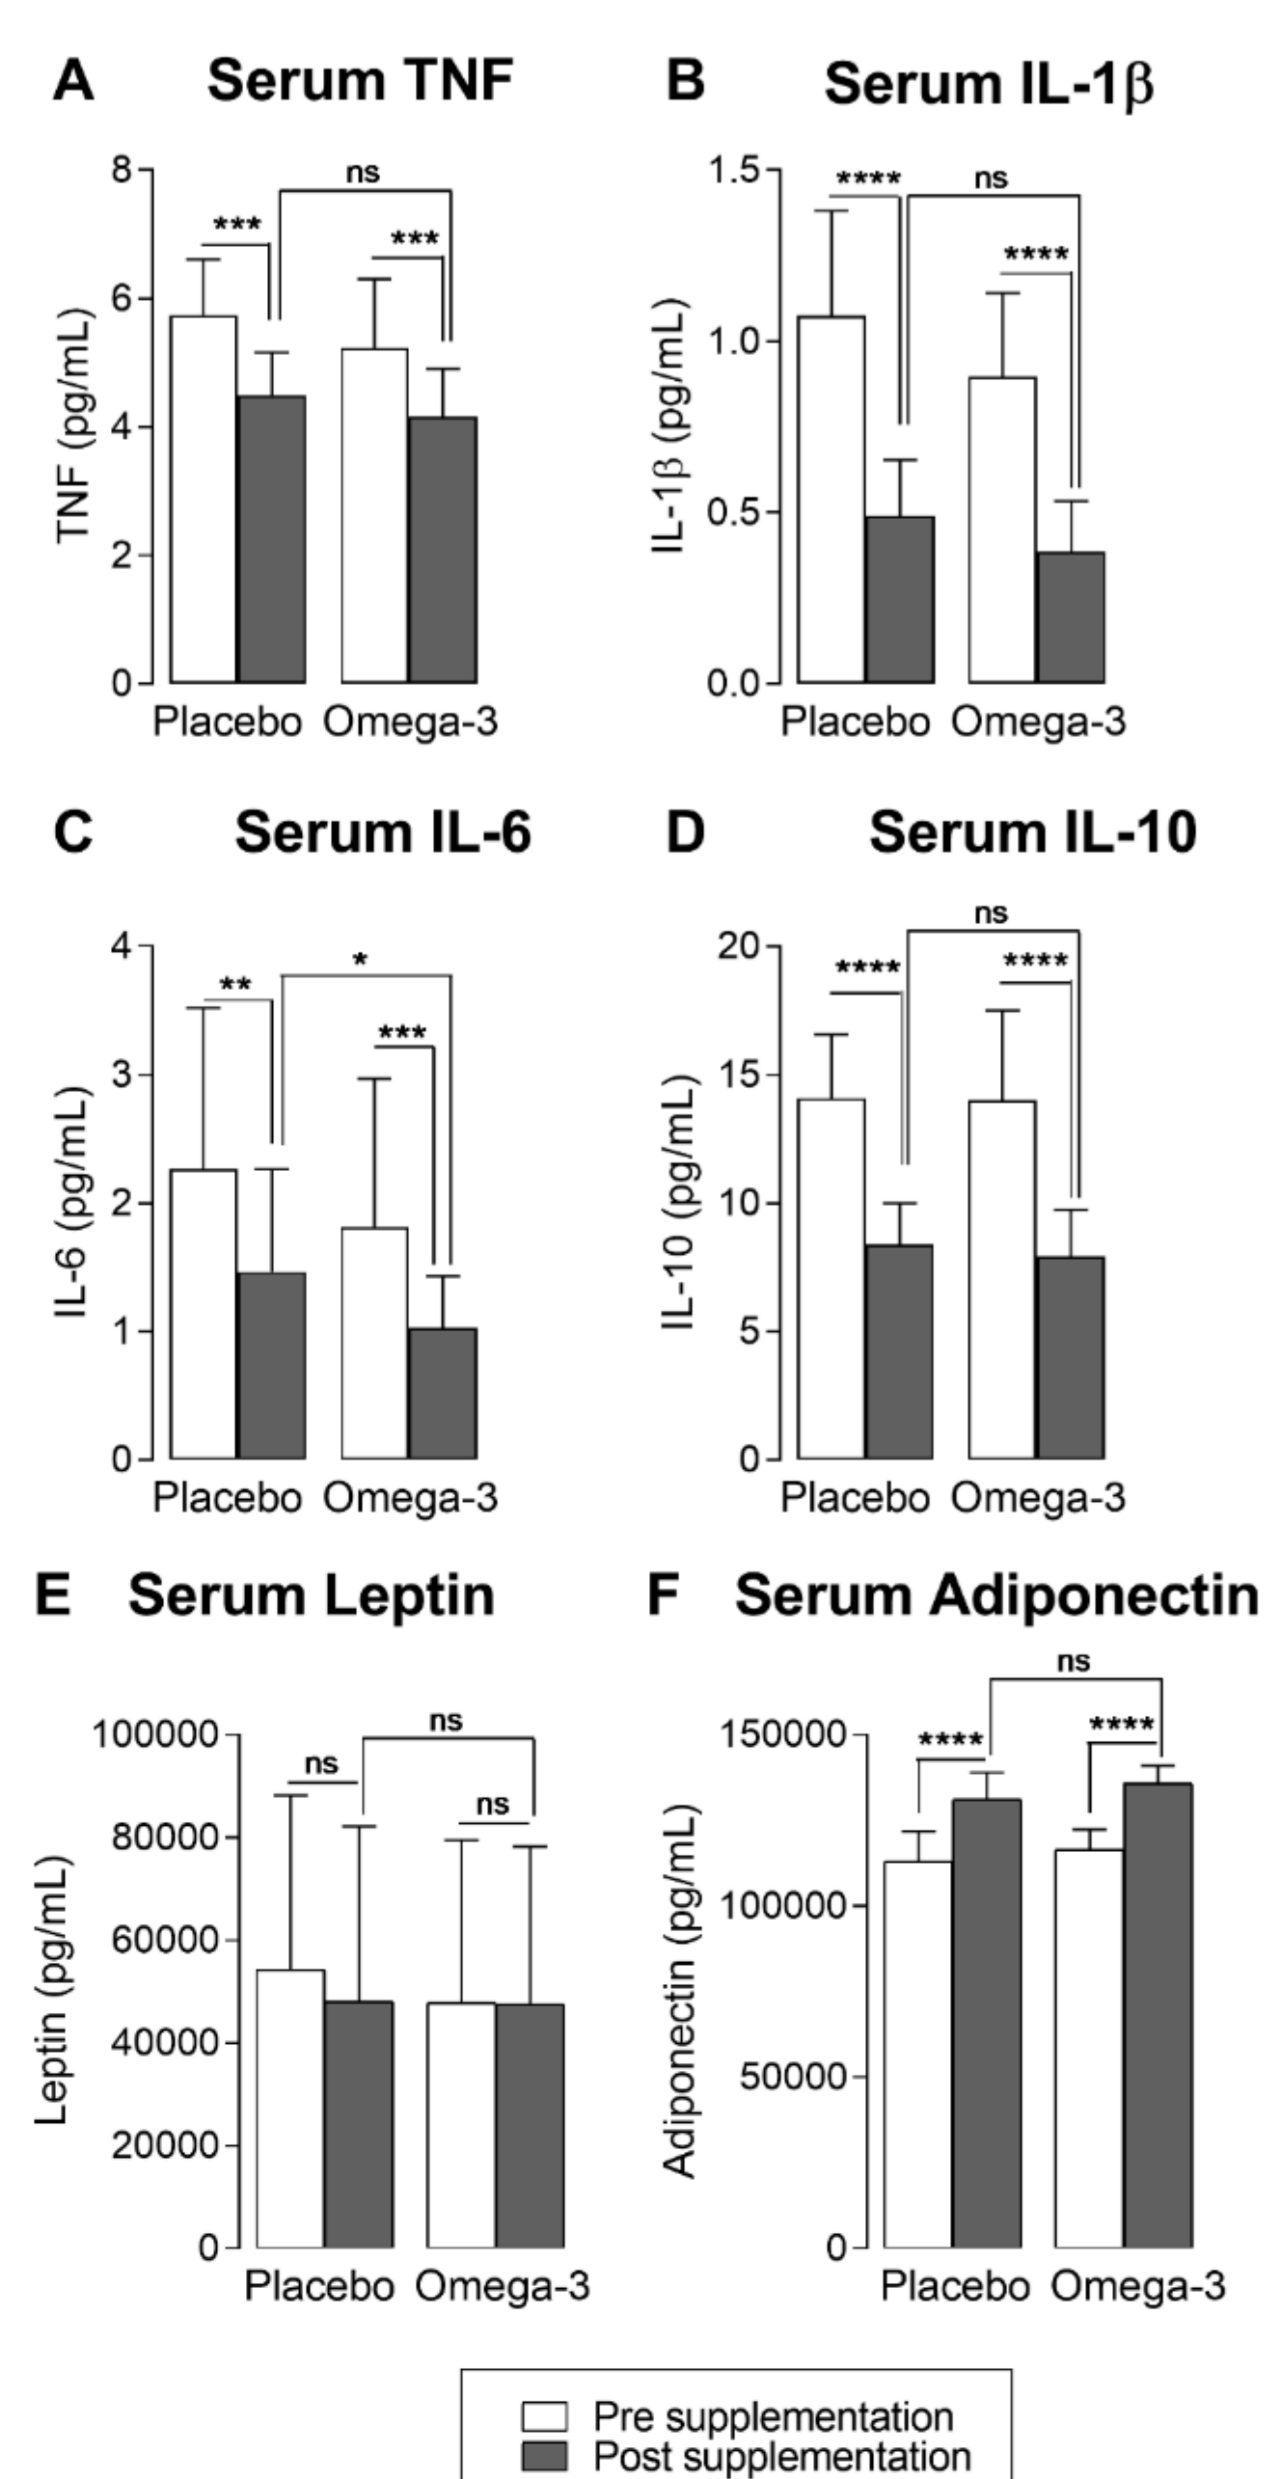 A Serum TNF
ns
***
***
8
6
4
2
0
TNF (pg/mL)
Placebo Omega-3
B Serum IL-1β
****
ns
****
1.5
1.0
0.5
0.0
IL-1β (pg/mL)
Placebo Omega-3
C Serum IL-6
*
**
***
4
3
2
1
0
IL-6 (pg/mL)
Placebo Omega-3
D Serum IL-10
ns
****
****
20
15
10
5
0
IL-10 (pg/mL)
Placebo Omega-3
E Serum Leptin
ns
ns
ns
100000
80000
60000
40000
20000
0
Leptin (pg/mL)
Placebo Omega-3
F Serum Adiponectin
ns
****
****
150000
100000
50000
0
Adiponectin (pg/mL)
Placebo Omega-3
Pre supplementation
Post supplementation